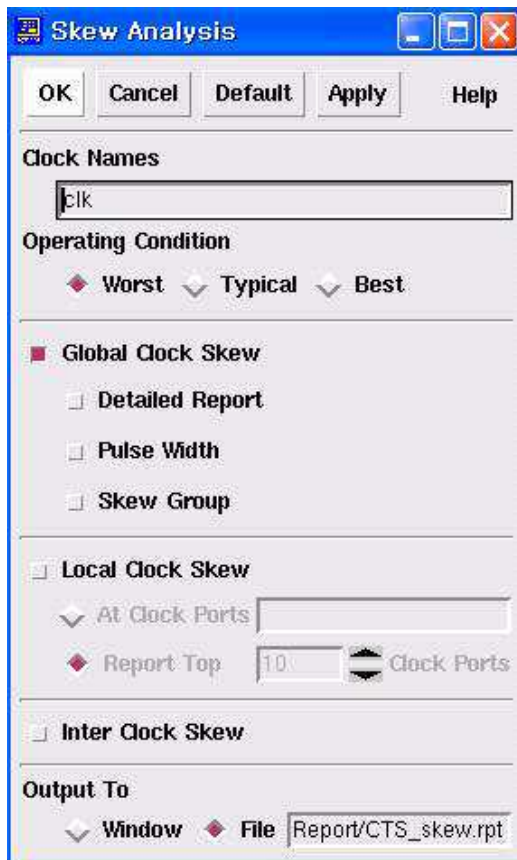 Skew Analysis
OK Cancel Default Apply Help
Clock Names
clk
Operating Condition
Worst Typical Best
Global Clock Skew
Detailed Report
Pulse Width
Skew Group
Local Clock Skew
At Clock Ports
Report Top 10 Clock Ports
Inter Clock Skew
Output To
Window File Report/CTS_skew.rpt